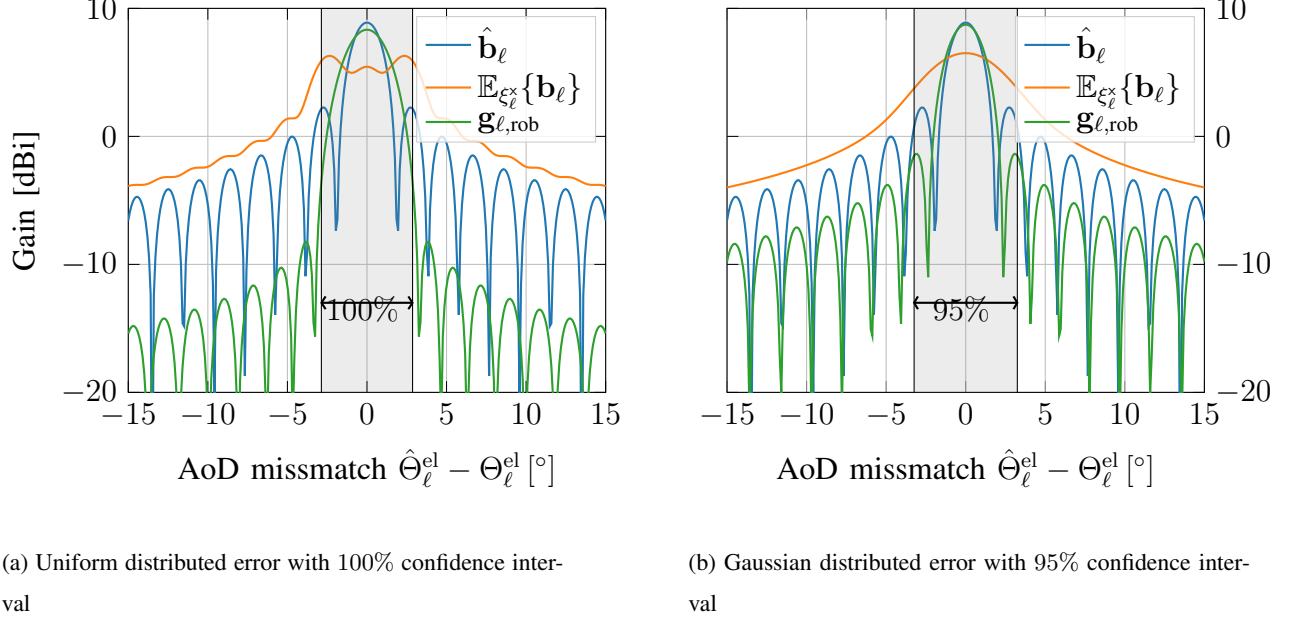 10
0
−10
−20
Gain [dBi]
−15 −10 −5 0 5 10 15
AoD missmatch Θ̂_ℓ^el − Θ_ℓ^el [°]
100%
b̂_ℓ
𝔼_{ξ_ℓ^×}{b_ℓ}
g_{ℓ,rob}
(a) Uniform distributed error with 100% confidence inter-
val
10
0
−10
−20
−15 −10 −5 0 5 10 15
AoD missmatch Θ̂_ℓ^el − Θ_ℓ^el [°]
95%
b̂_ℓ
𝔼_{ξ_ℓ^×}{b_ℓ}
g_{ℓ,rob}
(b) Gaussian distributed error with 95% confidence inter-
val